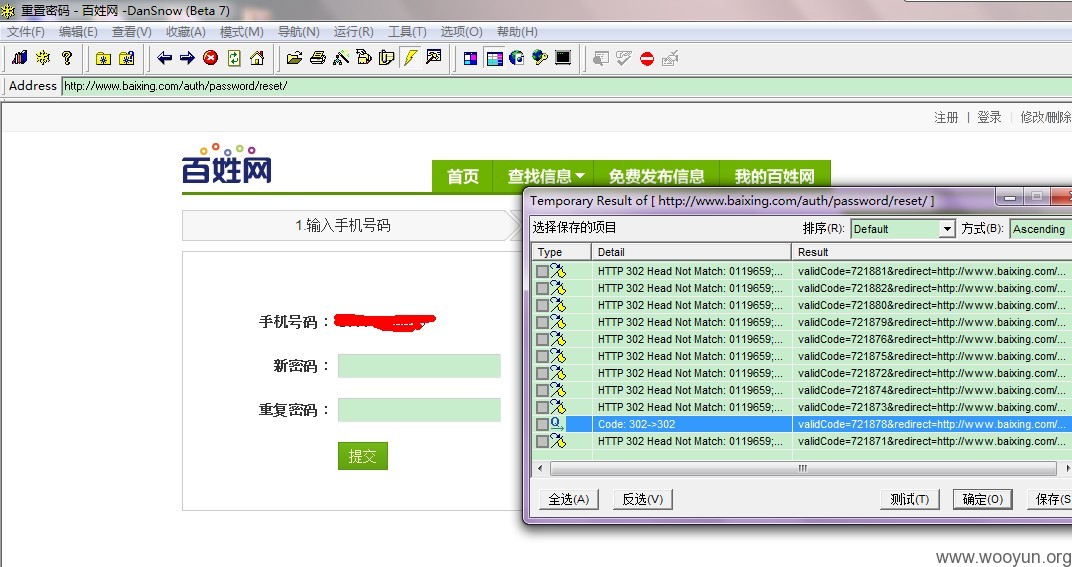 重置密码 - 百姓网 -DanSnow (Beta 7)
文件(F) 编辑(E) 查看(V) 收藏(A) 模式(M) 导航(N) 运行(R) 工具(T) 选项(O) 帮助(H)
Address http://www.baixing.com/auth/password/reset/
注册 | 登录 | 修改/删除
百姓网
首页 查找信息 免费发布信息 我的百姓网
1.输入手机号码
手机号码：
新密码：
重复密码：
提交
Temporary Result of [ http://www.baixing.com/auth/password/reset/ ]
选择保存的项目 排序(R): Default 方式(B): Ascending
Type Detail Result
HTTP 302 Head Not Match: 0119659;... validCode=721881&redirect=http://www.baixing.com/...
HTTP 302 Head Not Match: 0119659;... validCode=721882&redirect=http://www.baixing.com/...
HTTP 302 Head Not Match: 0119659;... validCode=721880&redirect=http://www.baixing.com/...
HTTP 302 Head Not Match: 0119659;... validCode=721879&redirect=http://www.baixing.com/...
HTTP 302 Head Not Match: 0119659;... validCode=721876&redirect=http://www.baixing.com/...
HTTP 302 Head Not Match: 0119659;... validCode=721875&redirect=http://www.baixing.com/...
HTTP 302 Head Not Match: 0119659;... validCode=721872&redirect=http://www.baixing.com/...
HTTP 302 Head Not Match: 0119659;... validCode=721874&redirect=http://www.baixing.com/...
HTTP 302 Head Not Match: 0119659;... validCode=721873&redirect=http://www.baixing.com/...
Code: 302->302 validCode=721878&redirect=http://www.baixing.com/...
HTTP 302 Head Not Match: 0119659;... validCode=721871&redirect=http://www.baixing.com/...
全选(A) 反选(V) 测试(T) 确定(O) 保存(S
www.wooyun.org